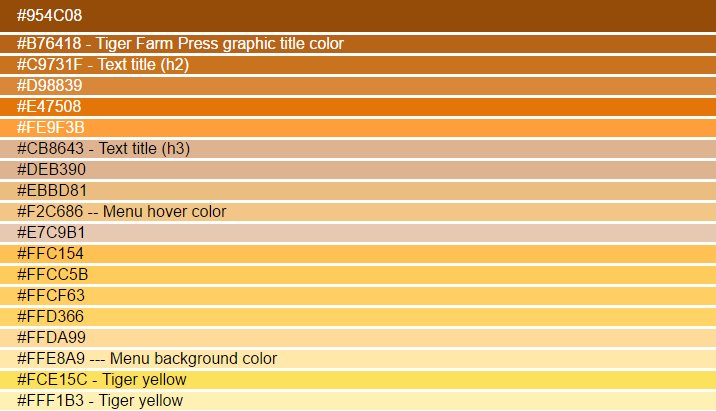 #954C08
#B76418 - Tiger Farm Press graphic title color
#C9731F - Text title (h2)
#D98839
#E47508
#FE9F3B
#CB8643 - Text title (h3)
#DEB390
#EBBD81
#F2C686 -- Menu hover color
#E7C9B1
#FFC154
#FFCC5B
#FFCF63
#FFD366
#FFDA99
#FFE8A9 --- Menu background color
#FCE15C - Tiger yellow
#FFF1B3 - Tiger yellow